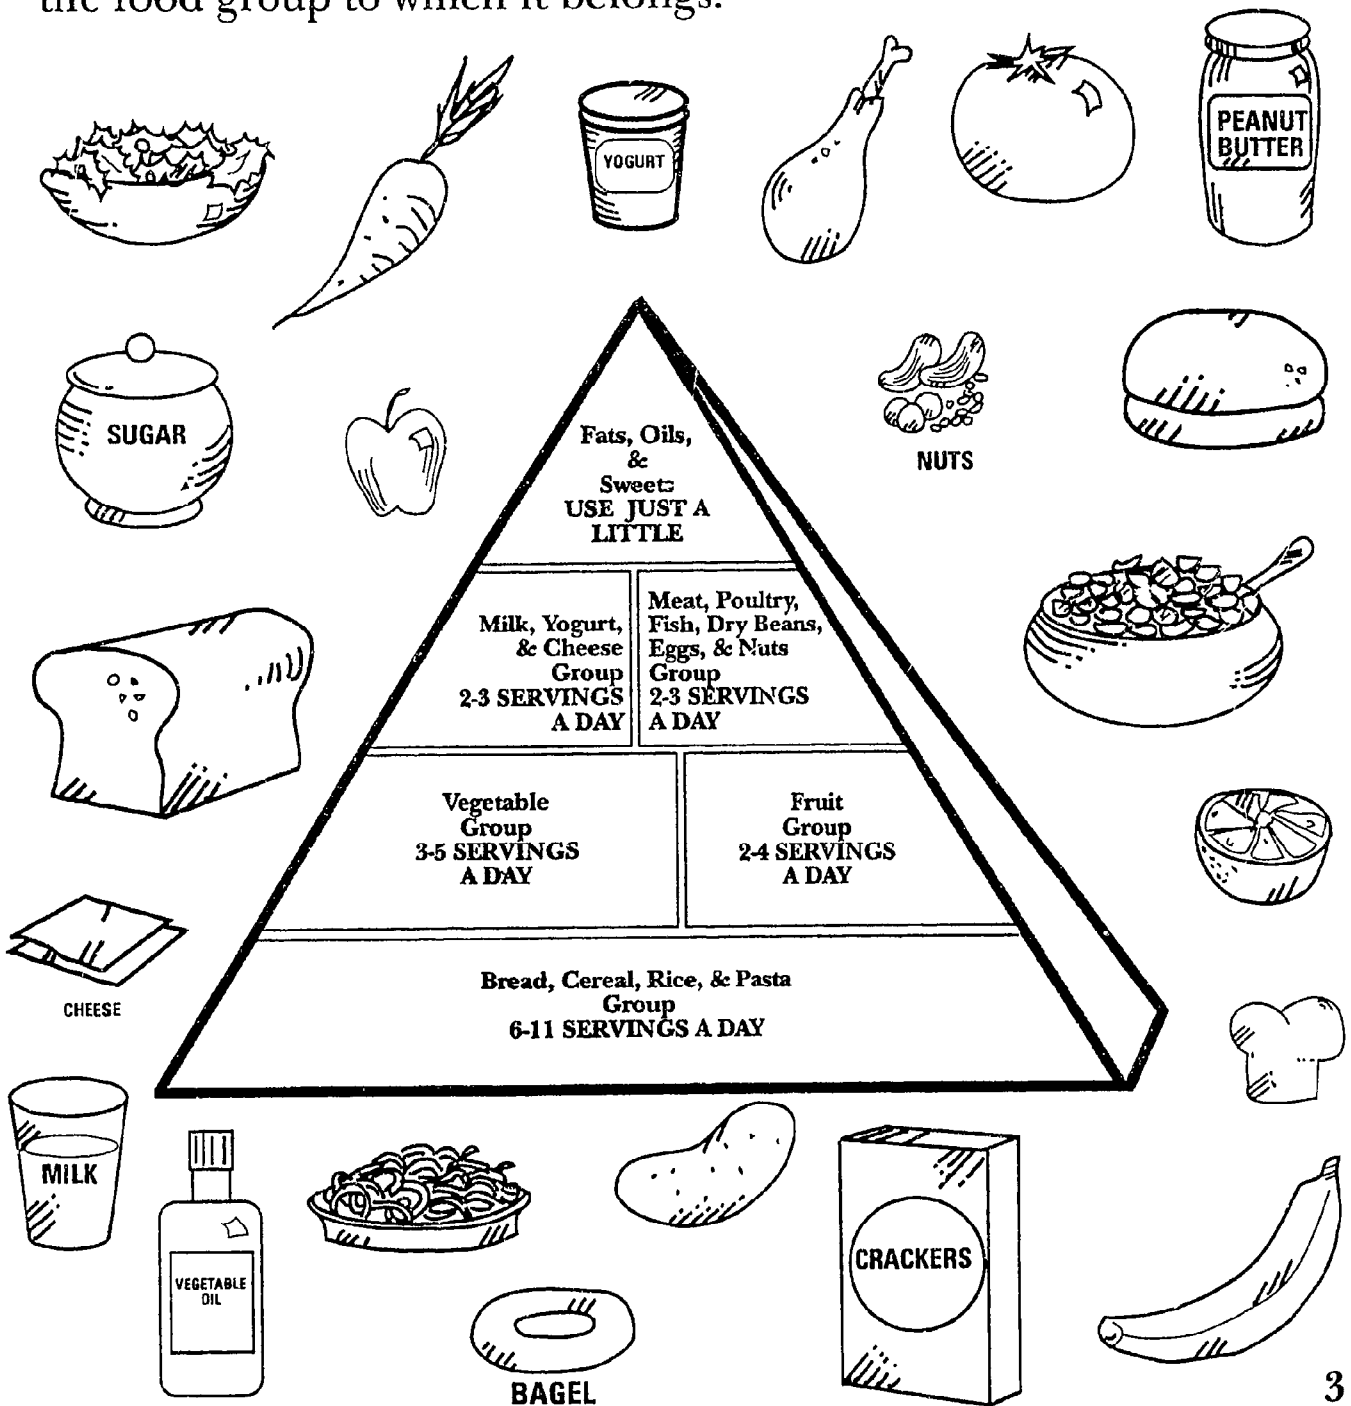 the food group to which it belongs.
YOGURT
PEANUT
BUTTER
SUGAR
NUTS
Fats, Oils,
&
Sweets
USE JUST A
LITTLE
Milk, Yogurt,
& Cheese
Group
2-3 SERVINGS
A DAY
Meat, Poultry,
Fish, Dry Beans,
Eggs, & Nuts
Group
2-3 SERVINGS
A DAY
Vegetable
Group
3-5 SERVINGS
A DAY
Fruit
Group
2-4 SERVINGS
A DAY
CHEESE
Bread, Cereal, Rice, & Pasta
Group
6-11 SERVINGS A DAY
MILK
VEGETABLE
OIL
CRACKERS
BAGEL
3